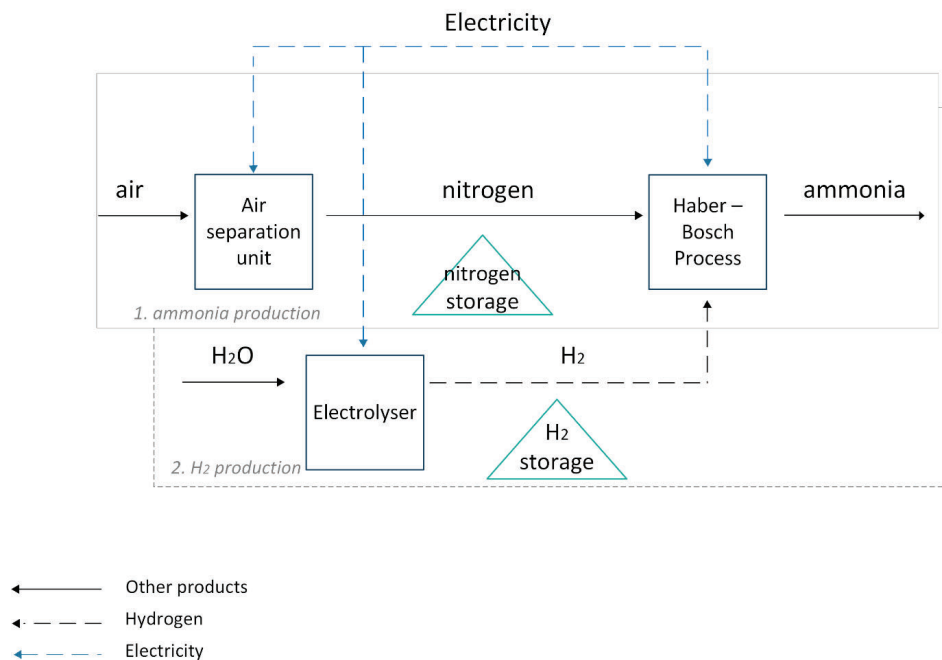 Electricity
air
nitrogen
ammonia
Air
separation
unit
Haber –
Bosch
Process
nitrogen
storage
1. ammonia production
H₂O
H₂
Electrolyser
H₂
storage
2. H₂ production
Other products
Hydrogen
Electricity